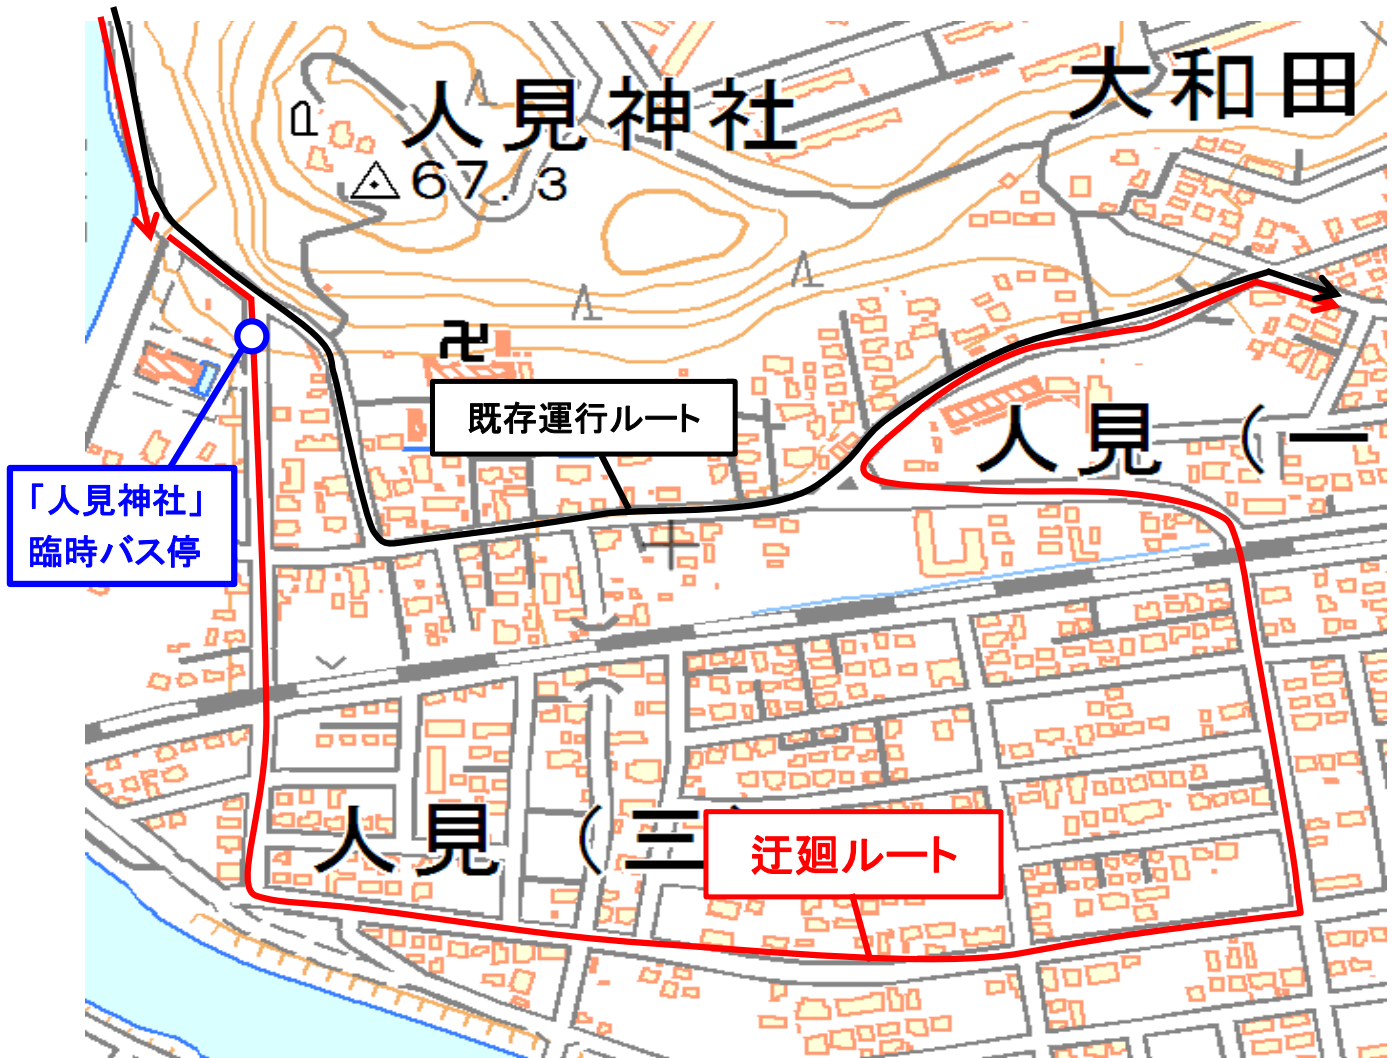 人見神社
67.3
大和田
既存運行ルート
人見（一
「人見神社」
臨時バス停
人見（三）
迂廻ルート